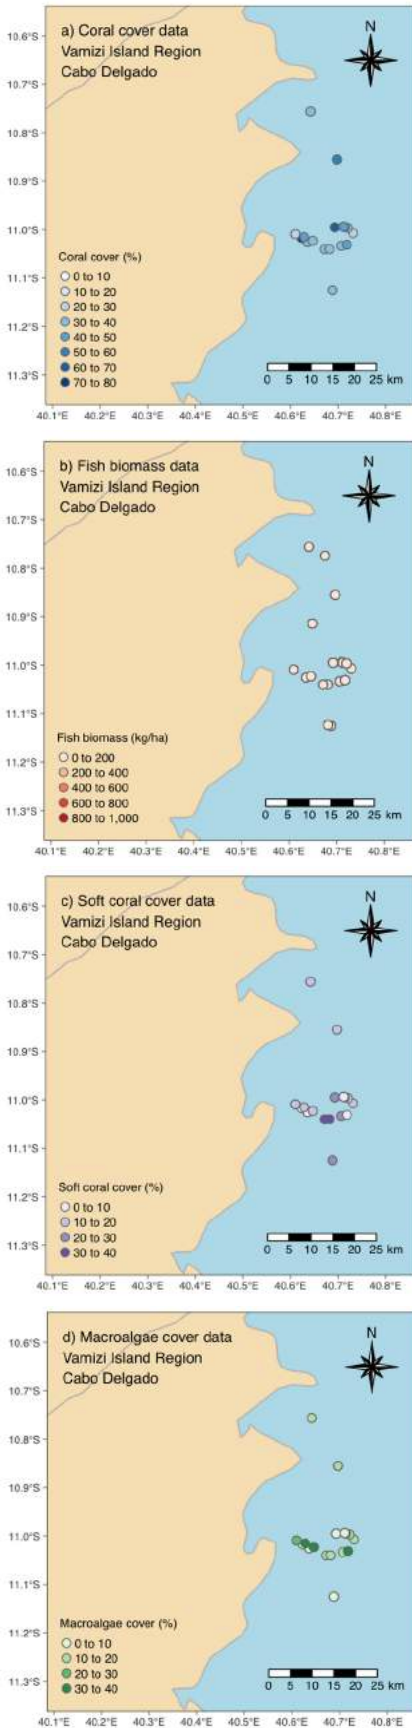 a) Coral cover data
Vamizi Island Region
Cabo Delgado
N
10.6°S
10.7°S
10.8°S
10.9°S
11.0°S
11.1°S
11.2°S
11.3°S
Coral cover (%)
0 to 10
10 to 20
20 to 30
30 to 40
40 to 50
50 to 60
60 to 70
70 to 80
0 5 10 15 20 25 km
40.1°E 40.2°E 40.3°E 40.4°E 40.5°E 40.6°E 40.7°E 40.8°E
b) Fish biomass data
Vamizi Island Region
Cabo Delgado
N
10.6°S
10.7°S
10.8°S
10.9°S
11.0°S
11.1°S
11.2°S
11.3°S
Fish biomass (kg/ha)
0 to 200
200 to 400
400 to 600
600 to 800
800 to 1,000
0 5 10 15 20 25 km
40.1°E 40.2°E 40.3°E 40.4°E 40.5°E 40.6°E 40.7°E 40.8°E
c) Soft coral cover data
Vamizi Island Region
Cabo Delgado
N
10.6°S
10.7°S
10.8°S
10.9°S
11.0°S
11.1°S
11.2°S
11.3°S
Soft coral cover (%)
0 to 10
10 to 20
20 to 30
30 to 40
0 5 10 15 20 25 km
40.1°E 40.2°E 40.3°E 40.4°E 40.5°E 40.6°E 40.7°E 40.8°E
d) Macroalgae cover data
Vamizi Island Region
Cabo Delgado
N
10.6°S
10.7°S
10.8°S
10.9°S
11.0°S
11.1°S
11.2°S
11.3°S
Macroalgae cover (%)
0 to 10
10 to 20
20 to 30
30 to 40
0 5 10 15 20 25 km
40.1°E 40.2°E 40.3°E 40.4°E 40.5°E 40.6°E 40.7°E 40.8°E